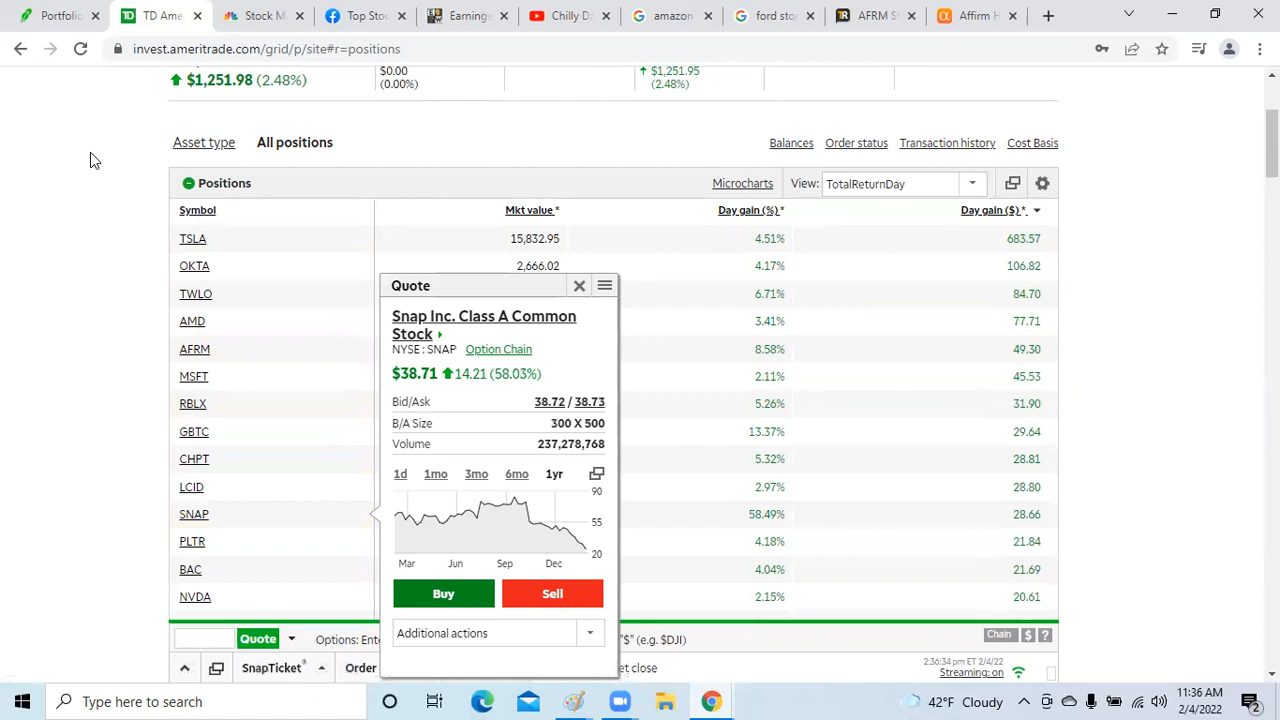 Portfolio
TD Ame
Stock M
Top Stoc
Earnings
Chilly Da
amazon
ford sto
AFRM S
Affirm H
invest.ameritrade.com/grid/p/site#r=positions
$1,251.98 (2.48%)
$0.00
(0.00%)
$1,251.95
(2.48%)
Asset type
All positions
Balances
Order status
Transaction history
Cost Basis
Positions
Microcharts
View: TotalReturnDay
Symbol Mkt value* Day gain (%)* Day gain ($)*
TSLA 15,832.95 4.51% 683.57
OKTA 2,666.02 4.17% 106.82
TWLO 6.71% 84.70
AMD 3.41% 77.71
AFRM 8.58% 49.30
MSFT 2.11% 45.53
RBLX 5.26% 31.90
GBTC 13.37% 29.64
CHPT 5.32% 28.81
LCID 2.97% 28.80
SNAP 58.49% 28.66
PLTR 4.18% 21.84
BAC 4.04% 21.69
NVDA 2.15% 20.61
Quote
Snap Inc. Class A Common
Stock
NYSE : SNAP Option Chain
$38.71 14.21 (58.03%)
Bid/Ask 38.72 / 38.73
B/A Size 300 X 500
Volume 237,278,768
1d 1mo 3mo 6mo 1yr
90
55
20
Mar Jun Sep Dec
Buy Sell
Additional actions
Quote
Options: Ente
"$" (e.g. $DJI)
Chain $ ?
SnapTicket®
Order
et close
2:36:34 pm ET 2/4/22
Streaming: on
Type here to search
42°F Cloudy
11:36 AM
2/4/2022
2